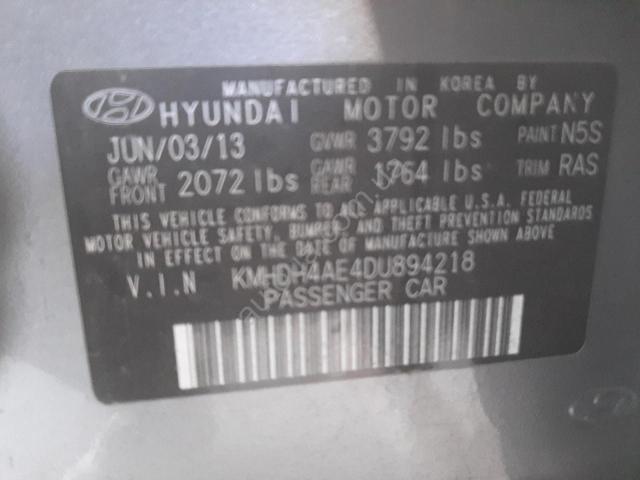 MANUFACTURED IN KOREA BY
HYUNDAI MOTOR COMPANY
JUN/03/13 GVWR 3792 lbs PAINT N5S
GAWR FRONT 2072 lbs GAWR REAR 1764 lbs TRIM RAS
THIS VEHICLE CONFORMS TO ALL APPLICABLE U.S.A. FEDERAL
MOTOR VEHICLE SAFETY, BUMPER, AND THEFT PREVENTION STANDARDS
IN EFFECT ON THE DATE OF MANUFACTURE SHOWN ABOVE
V.I.N KMHDH4AE4DU894218
PASSENGER CAR